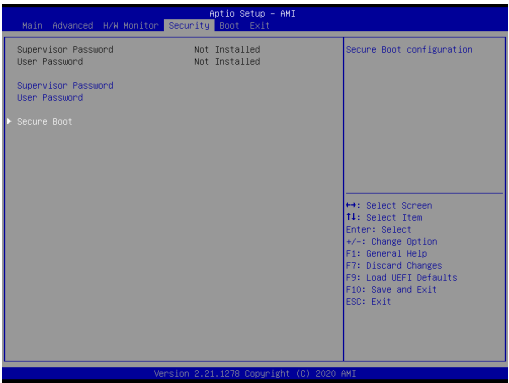 Aptio Setup – AMI
Main Advanced H/W Monitor Security Boot Exit
Supervisor Password Not Installed
User Password Not Installed
Supervisor Password
User Password
Secure Boot
Secure Boot configuration
↔: Select Screen
↑↓: Select Item
Enter: Select
+/-: Change Option
F1: General Help
F7: Discard Changes
F9: Load UEFI Defaults
F10: Save and Exit
ESC: Exit
Version 2.21.1278 Copyright (C) 2020 AMI